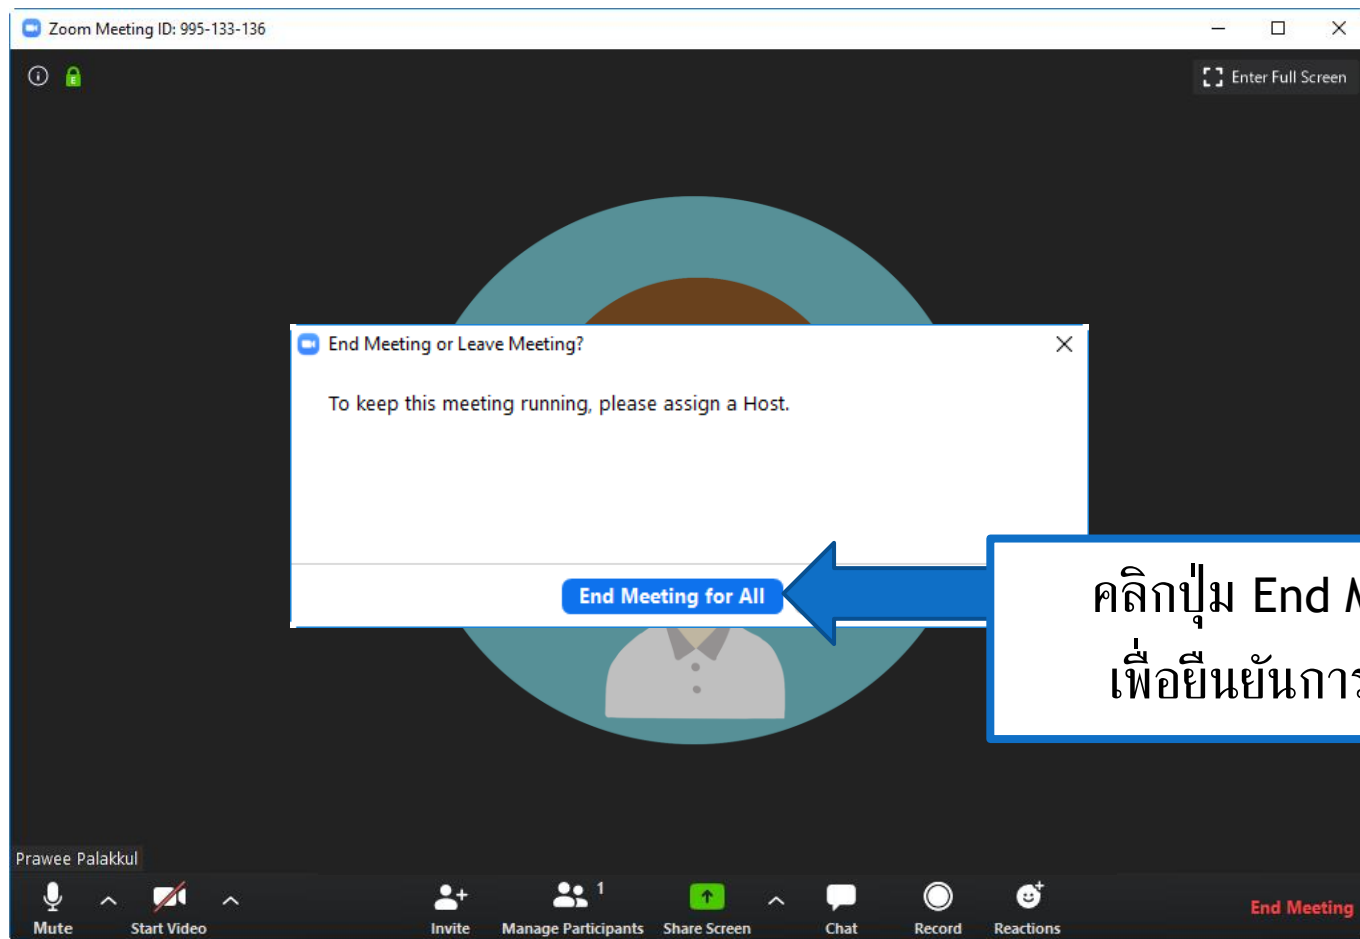 Zoom Meeting ID: 995-133-136
E
Enter Full Screen
End Meeting or Leave Meeting?
To keep this meeting running, please assign a Host.
End Meeting for All
คลิกปุ่ม End
เพื่อยืนยันการ
Prawee Palakkul
1
Mute Start Video Invite Manage Participants Share Screen Chat Record Reactions End Meeting